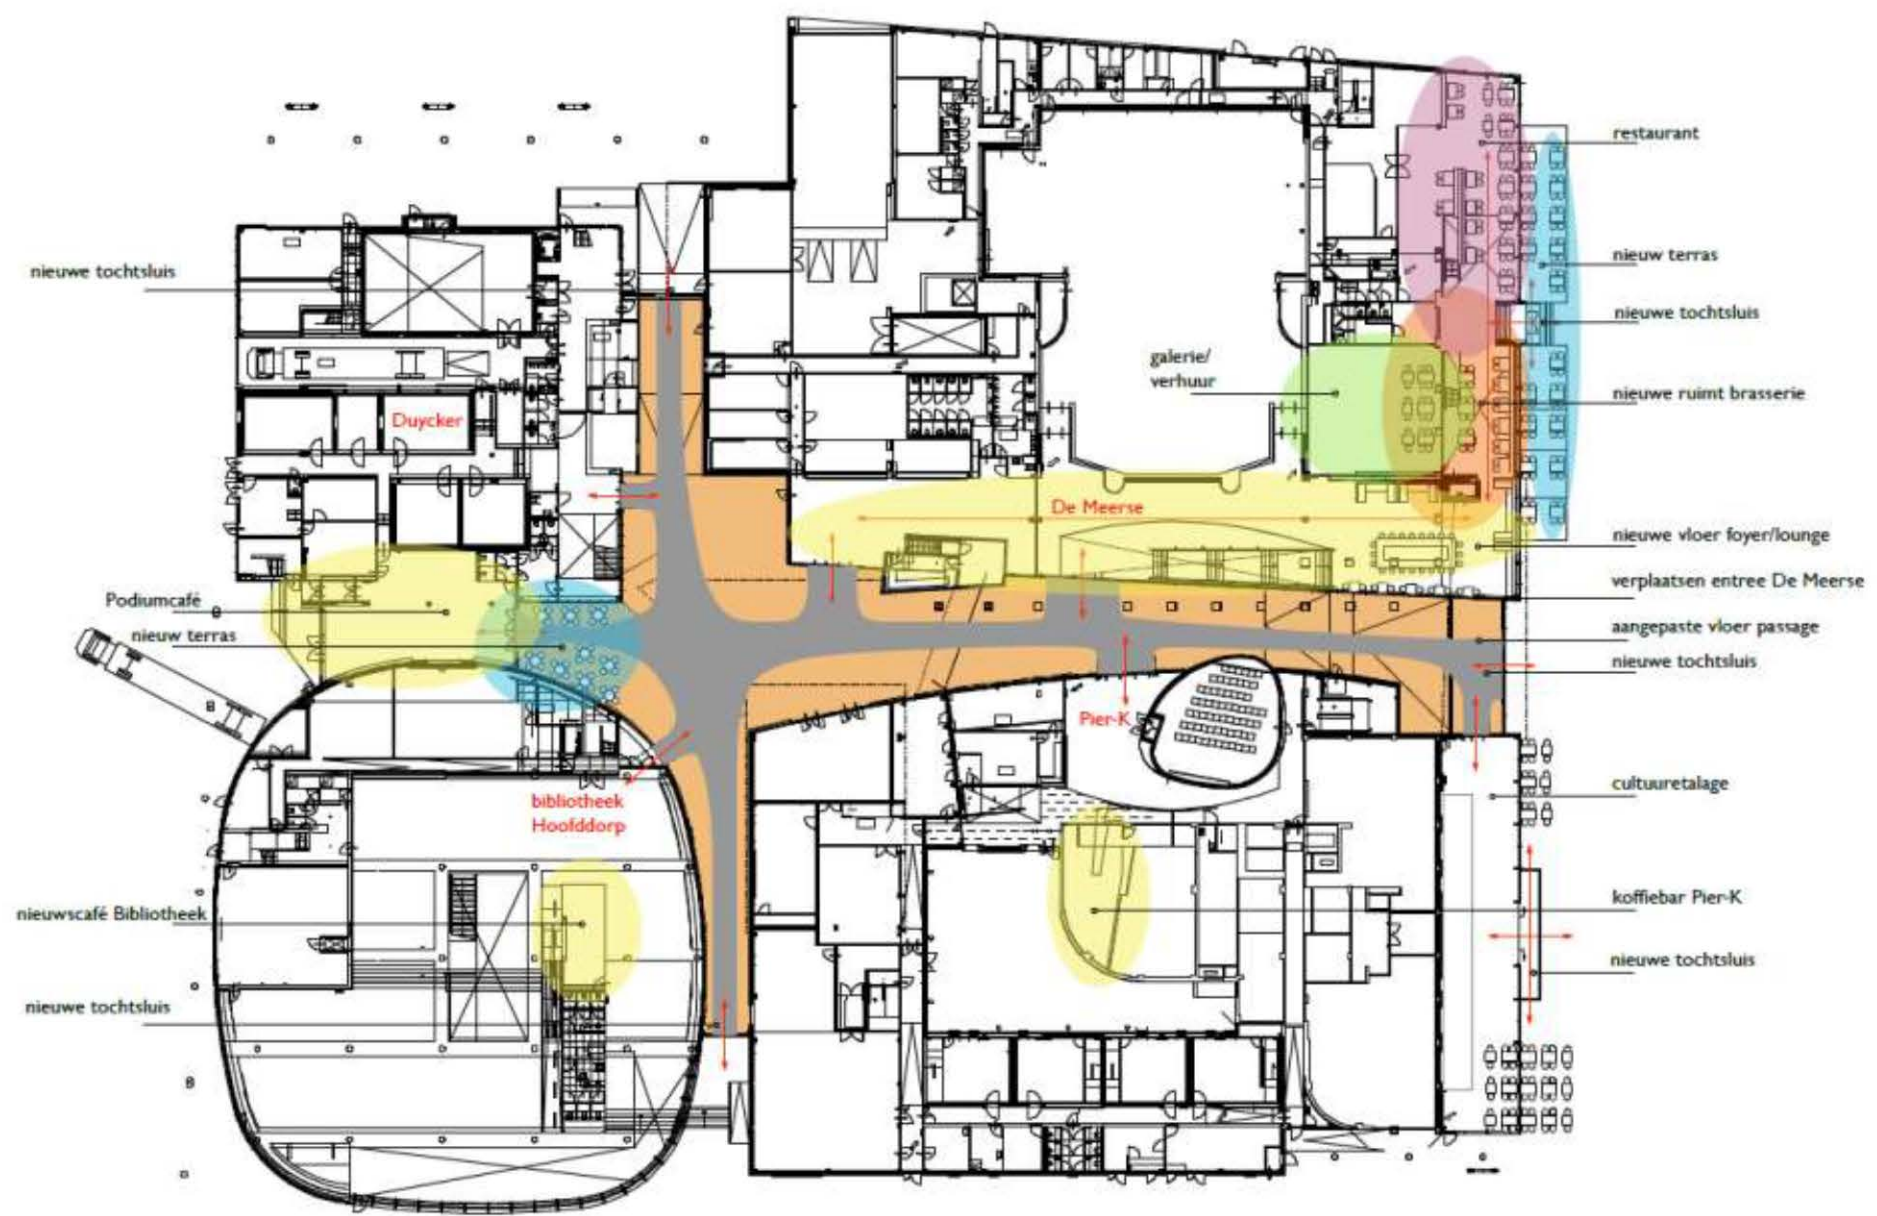 restaurant
nieuw terras
nieuwe tochtsluis
nieuwe tochtsluis
galerie/
verhuur
nieuwe ruimt brasserie
Duycker
De Meerse
nieuwe vloer foyer/lounge
verplaatsen entree De Meerse
Podiumcafé
aangepaste vloer passage
nieuw terras
nieuwe tochtsluis
Pier-K
cultuuretalage
bibliotheek
Hoofddorp
koffiebar Pier-K
nieuwscafé Bibliotheek
nieuwe tochtsluis
nieuwe tochtsluis